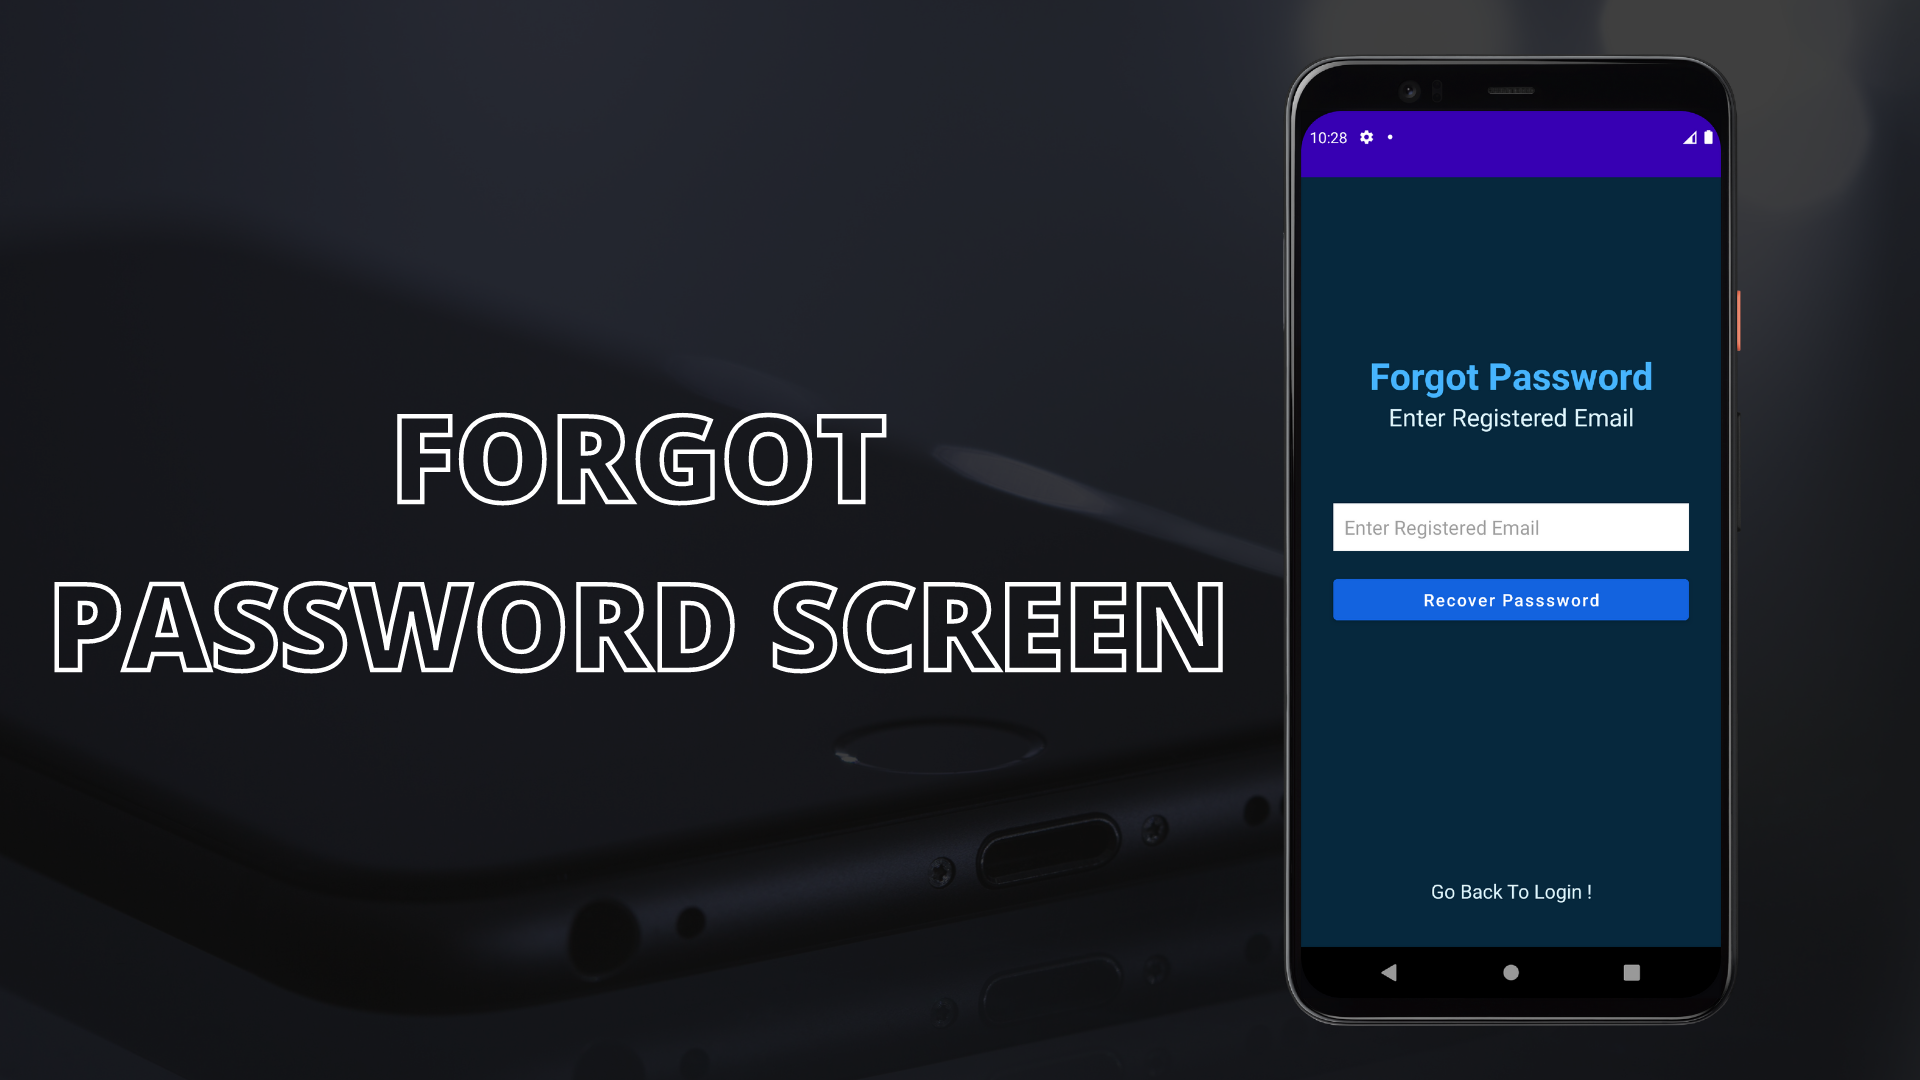 FORGOT
PASSWORD SCREEN
10:28
Forgot Password
Enter Registered Email
Enter Registered Email
Recover Passsword
Go Back To Login !